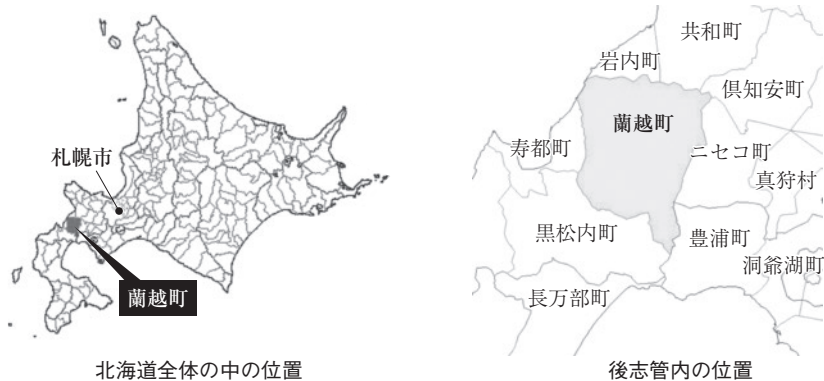 札幌市
蘭越町
北海道全体の中の位置
共和町
岩内町
倶知安町
蘭越町
寿都町
ニセコ町
真狩村
黒松内町
豊浦町
洞爺湖町
長万部町
後志管内の位置